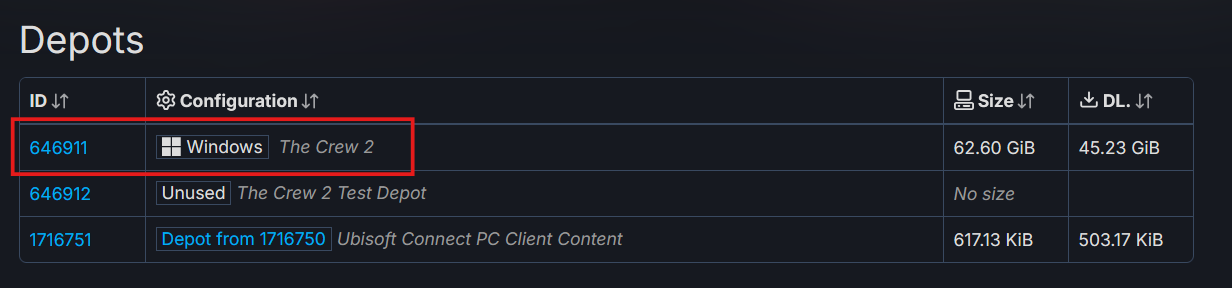 Depots
ID Configuration Size DL.
646911 Windows The Crew 2 62.60 GiB 45.23 GiB
646912 Unused The Crew 2 Test Depot No size
1716751 Depot from 1716750 Ubisoft Connect PC Client Content 617.13 KiB 503.17 KiB